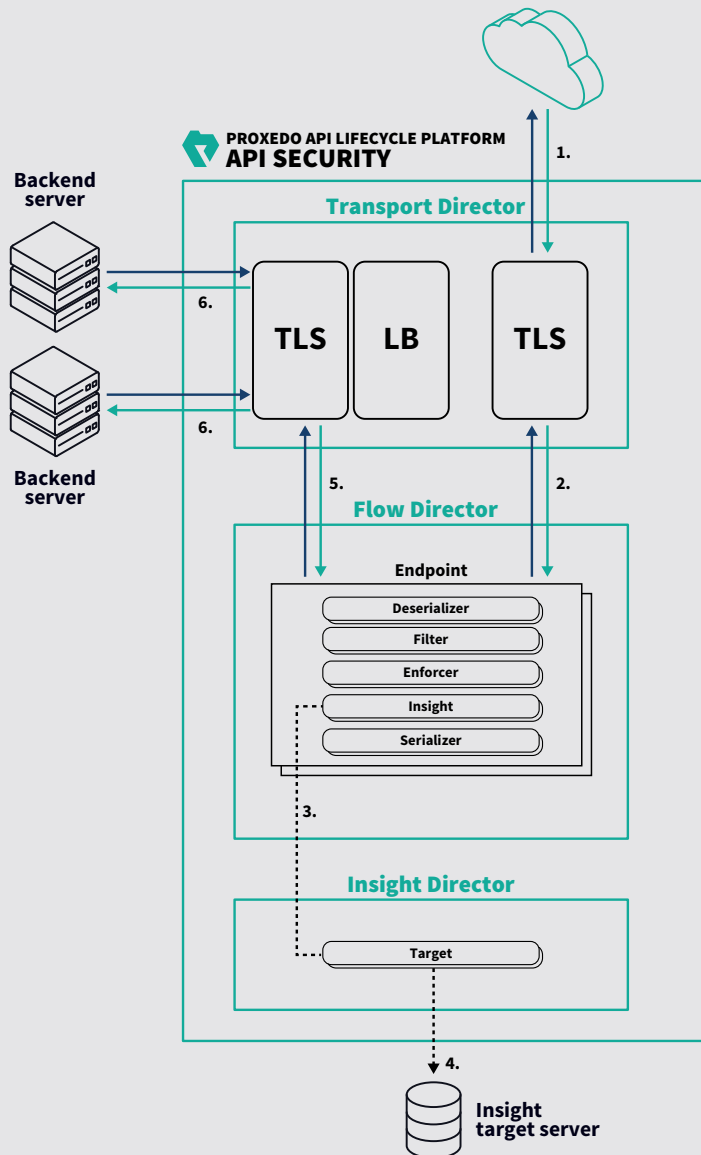 PROXEDO API LIFECYCLE PLATFORM
API SECURITY
1.
Backend
server
Transport Director
TLS
LB
TLS
6.
6.
Backend
server
5.
2.
Flow Director
Endpoint
Deserializer
Filter
Enforcer
Insight
Serializer
3.
Insight Director
Target
4.
Insight
target server